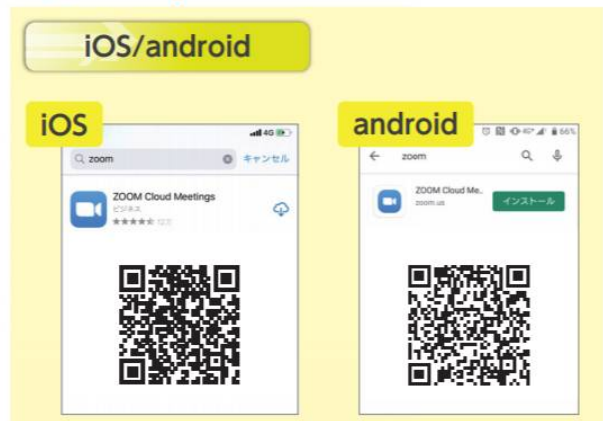 iOS/android
iOS
4G
zoom
キャンセル
ZOOM Cloud Meetings
ビジネス
android
4G+
66%
zoom
ZOOM Cloud Me..
zoom.us
インストール